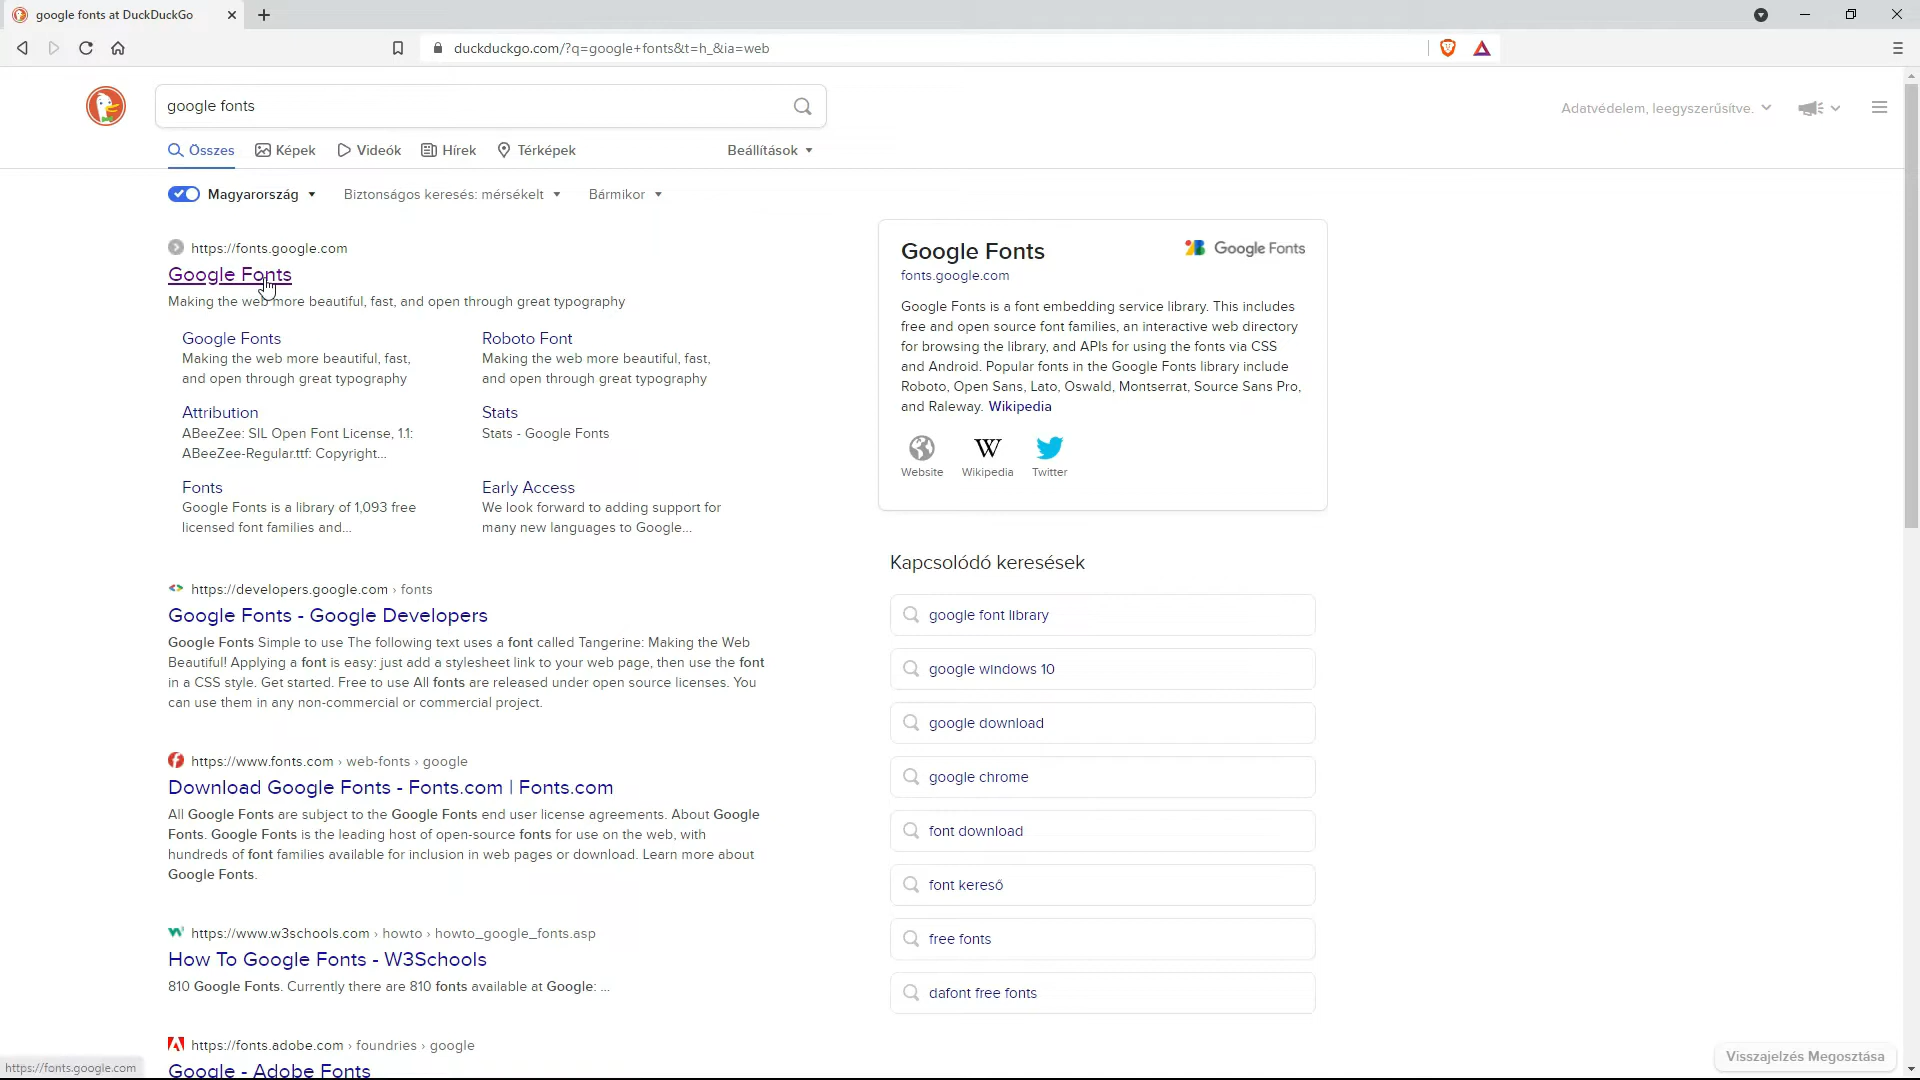 google fonts at DuckDuckGo
duckduckgo.com/?q=google+fonts&t=h_&ia=web
google fonts
Adatvédelem, leegyszerűsítve.
Összes Képek Videók Hírek Térképek Beállítások
Magyarország Biztonságos keresés: mérsékelt Bármikor
https://fonts.google.com
Google Fonts
Making the web more beautiful, fast, and open through great typography
Google Fonts
Making the web more beautiful, fast,
and open through great typography
Roboto Font
Making the web more beautiful, fast,
and open through great typography
Attribution
ABeeZee: SIL Open Font License, 1.1:
ABeeZee-Regular.ttf: Copyright...
Stats
Stats - Google Fonts
Fonts
Google Fonts is a library of 1,093 free
licensed font families and...
Early Access
We look forward to adding support for
many new languages to Google...
https://developers.google.com › fonts
Google Fonts - Google Developers
Google Fonts Simple to use The following text uses a font called Tangerine: Making the Web
Beautiful! Applying a font is easy: just add a stylesheet link to your web page, then use the font
in a CSS style. Get started. Free to use All fonts are released under open source licenses. You
can use them in any non-commercial or commercial project.
https://www.fonts.com › web-fonts › google
Download Google Fonts - Fonts.com | Fonts.com
All Google Fonts are subject to the Google Fonts end user license agreements. About Google
Fonts. Google Fonts is the leading host of open-source fonts for use on the web, with
hundreds of font families available for inclusion in web pages or download. Learn more about
Google Fonts.
https://www.w3schools.com › howto › howto_google_fonts.asp
How To Google Fonts - W3Schools
810 Google Fonts. Currently there are 810 fonts available at Google: ...
https://fonts.adobe.com › foundries › google
Google - Adobe Fonts
Google Fonts
Google Fonts
fonts.google.com
Google Fonts is a font embedding service library. This includes
free and open source font families, an interactive web directory
for browsing the library, and APIs for using the fonts via CSS
and Android. Popular fonts in the Google Fonts library include
Roboto, Open Sans, Lato, Oswald, Montserrat, Source Sans Pro,
and Raleway. Wikipedia
W
Website Wikipedia Twitter
Kapcsolódó keresések
google font library
google windows 10
google download
google chrome
font download
font kereső
free fonts
dafont free fonts
Visszajelzés Megosztása
https://fonts.google.com